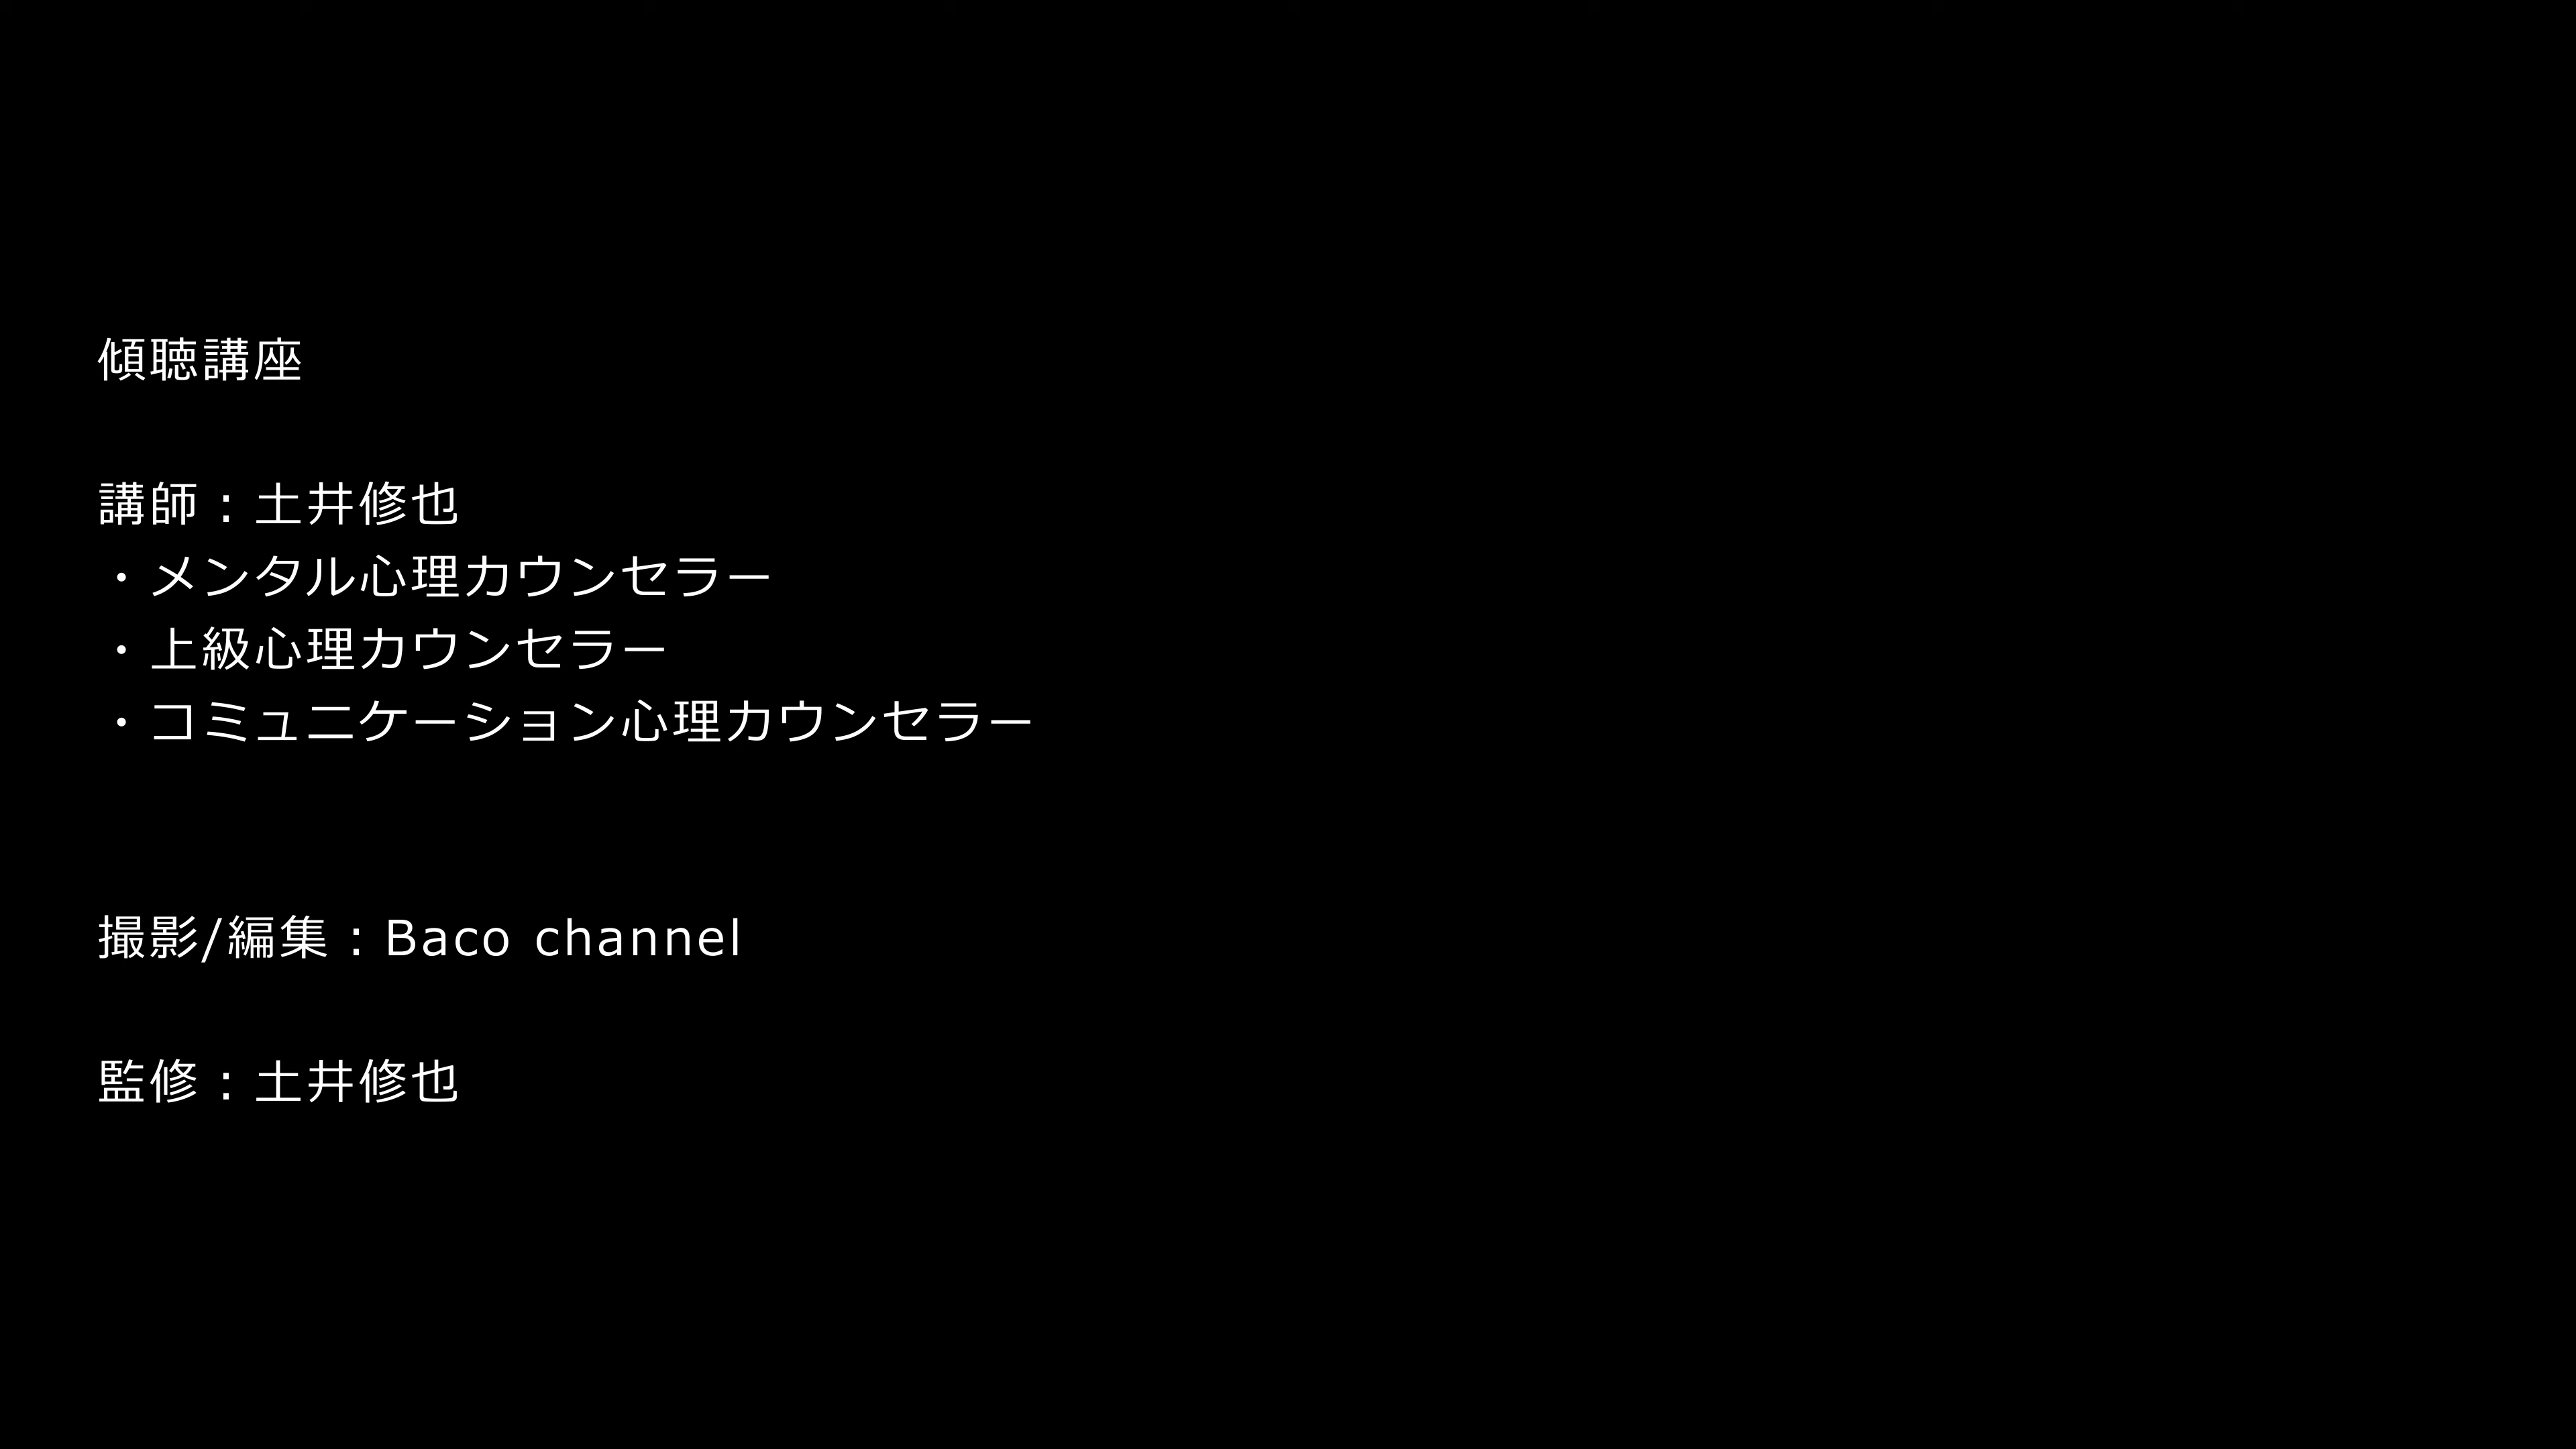 傾聴講座
講師：土井修也
・メンタル心理カウンセラー
・上級心理カウンセラー
・コミュニケーション心理カウンセラー
撮影/編集：Baco channel
監修：土井修也